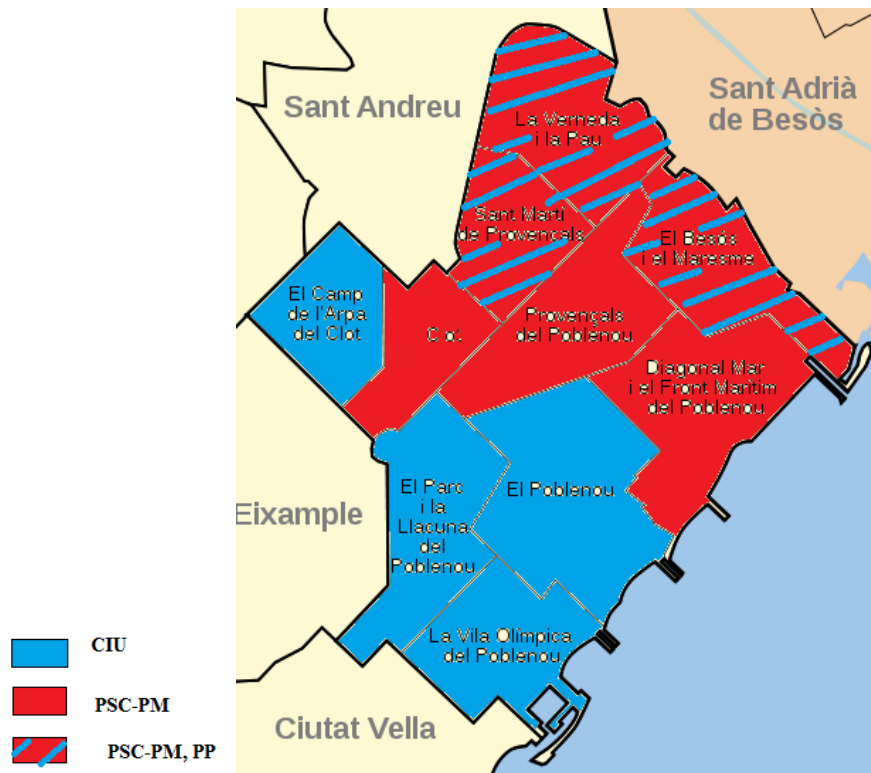 Sant Andreu
Sant Adrià
de Besòs
La Verneda
i la Pau
Sant Martí
de Provençals
El Besòs
i el Maresme
El Camp
de l'Arpa
del Clot
Clot
Provençals
del Poblenou
Diagonal Mar
i el Front Marítim
del Poblenou
El Parc
i la
Llacuna
del
Poblenou
El Poblenou
Eixample
La Vila Olímpica
del Poblenou
Ciutat Vella
CIU
PSC-PM
PSC-PM, PP